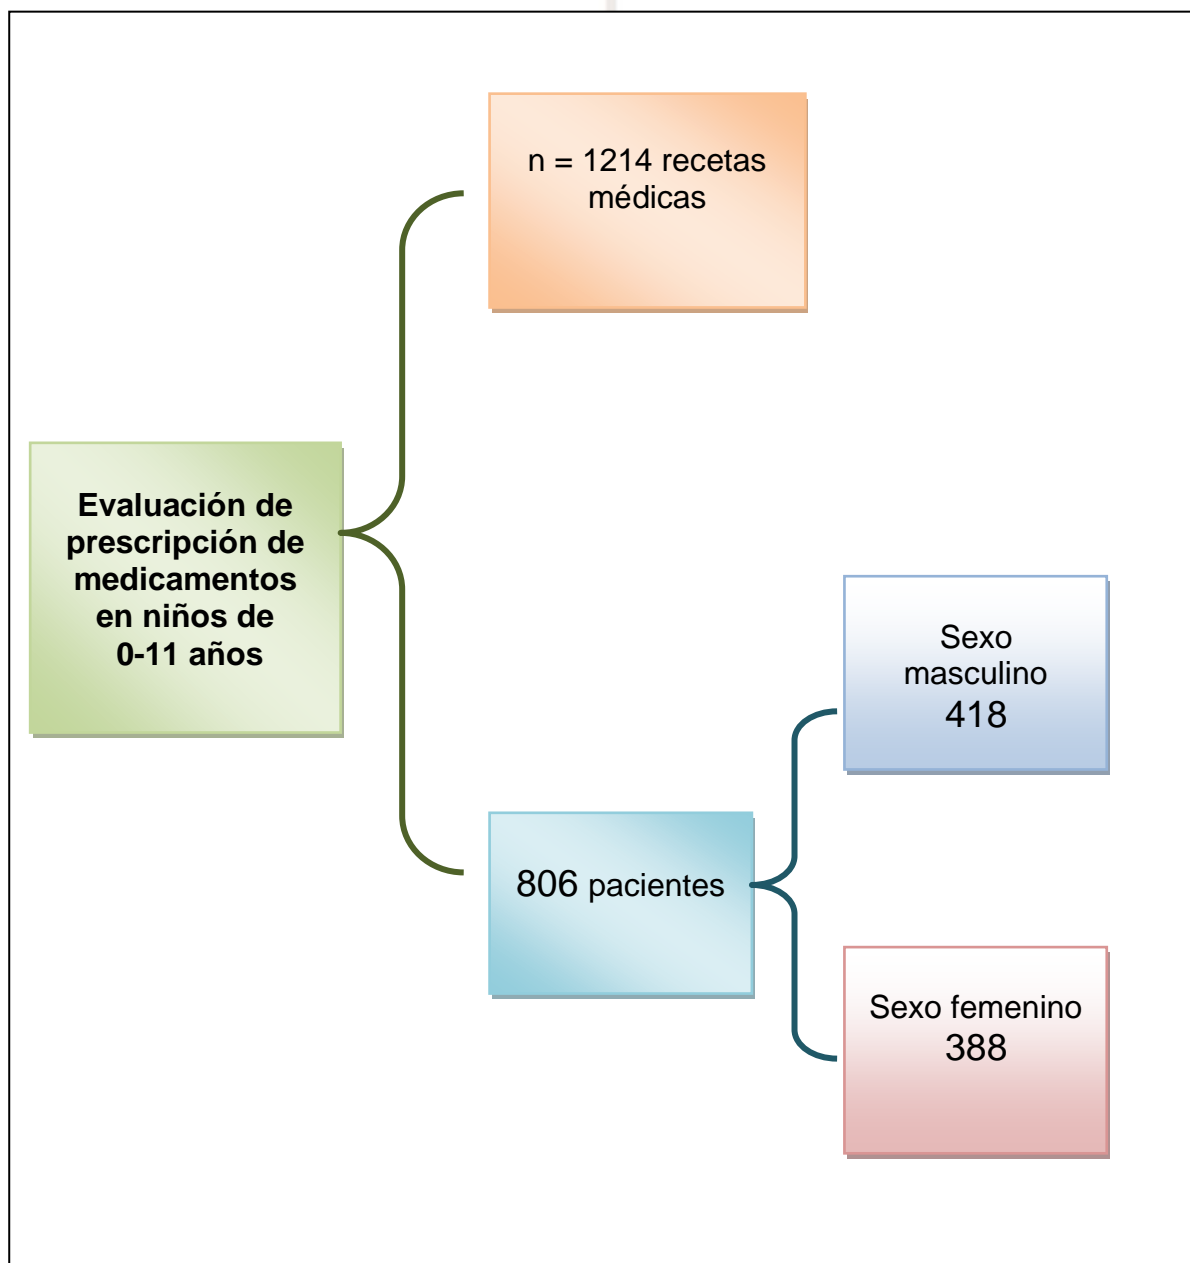 n = 1214 recetas
médicas
Evaluación de
prescripción de
medicamentos
en niños de
0-11 años
Sexo
masculino
418
806 pacientes
Sexo femenino
388